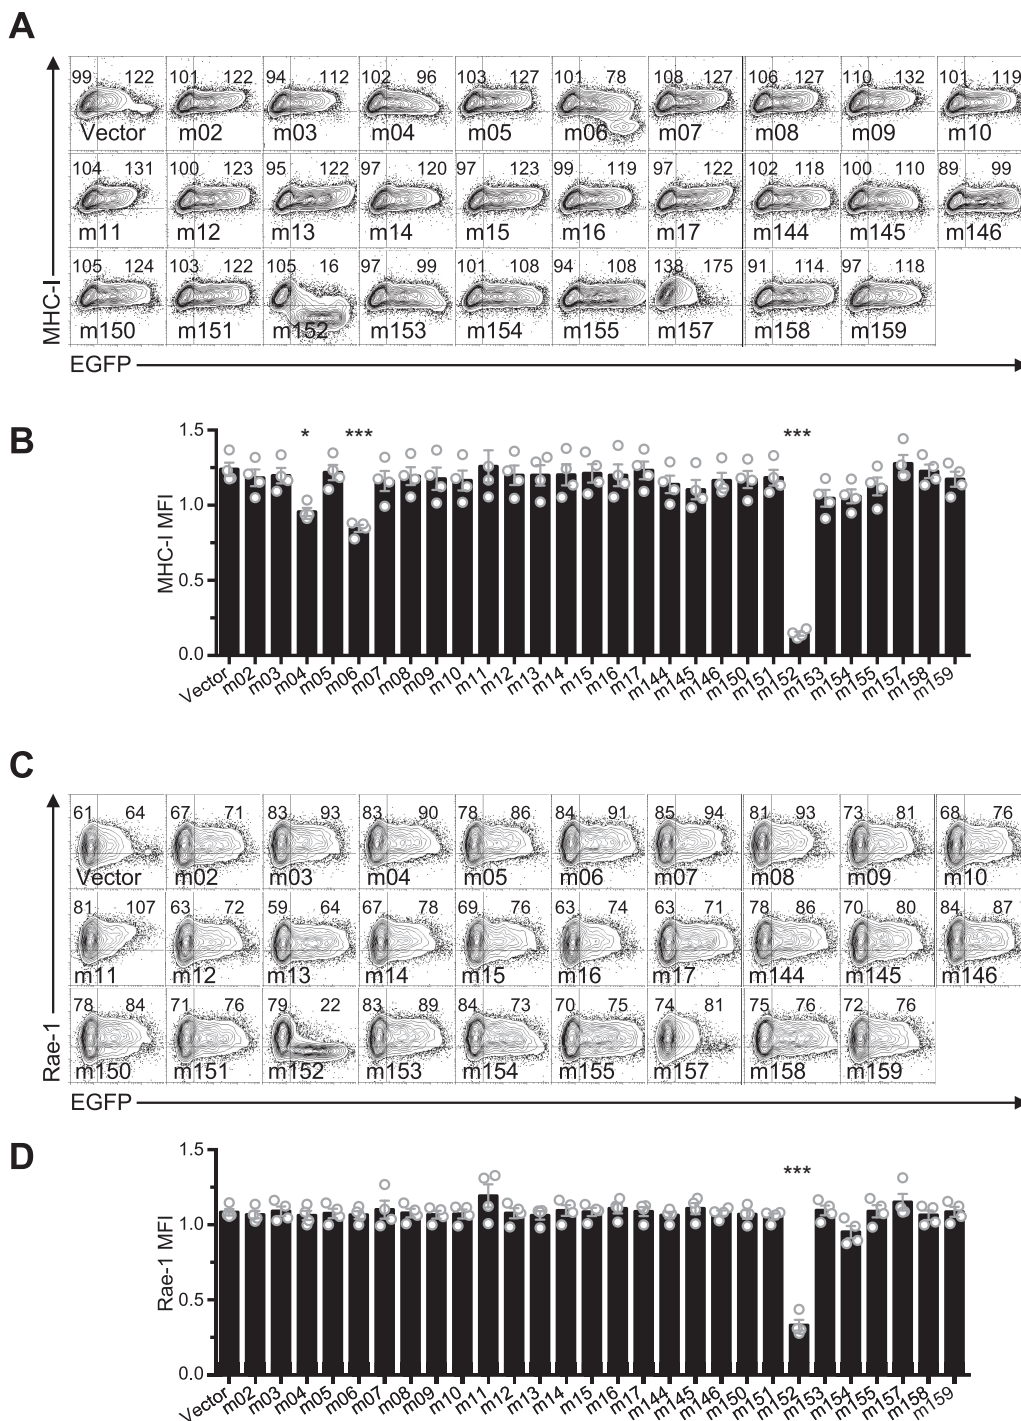 A
99 122 101 122 94 112 102 96 103 127 101 78 108 127 106 127 110 132 101 119
Vector m02 m03 m04 m05 m06 m07 m08 m09 m10
104 131 100 123 95 122 97 120 97 123 99 119 97 122 102 118 100 110 89 99
m11 m12 m13 m14 m15 m16 m17 m144 m145 m146
105 124 103 122 105 16 97 99 101 108 94 108 138 175 91 114 97 118
m150 m151 m152 m153 m154 m155 m157 m158 m159
MHC-I
EGFP
B
1.5
1.0
0.5
0.0
MHC-I MFI
* *** ***
Vector m02 m03 m04 m05 m06 m07 m08 m09 m10 m11 m12 m13 m14 m15 m16 m17 m144 m145 m146 m150 m151 m152 m153 m154 m155 m157 m158 m159
C
61 64 67 71 83 93 83 90 78 86 84 91 85 94 81 93 73 81 68 76
Vector m02 m03 m04 m05 m06 m07 m08 m09 m10
81 107 63 72 59 64 67 78 69 76 63 74 63 71 78 86 70 80 84 87
m11 m12 m13 m14 m15 m16 m17 m144 m145 m146
78 84 71 76 79 22 83 89 84 73 70 75 74 81 75 76 72 76
m150 m151 m152 m153 m154 m155 m157 m158 m159
Rae-1
EGFP
D
1.5
1.0
0.5
0.0
Rae-1 MFI
***
Vector m02 m03 m04 m05 m06 m07 m08 m09 m10 m11 m12 m13 m14 m15 m16 m17 m144 m145 m146 m150 m151 m152 m153 m154 m155 m157 m158 m159